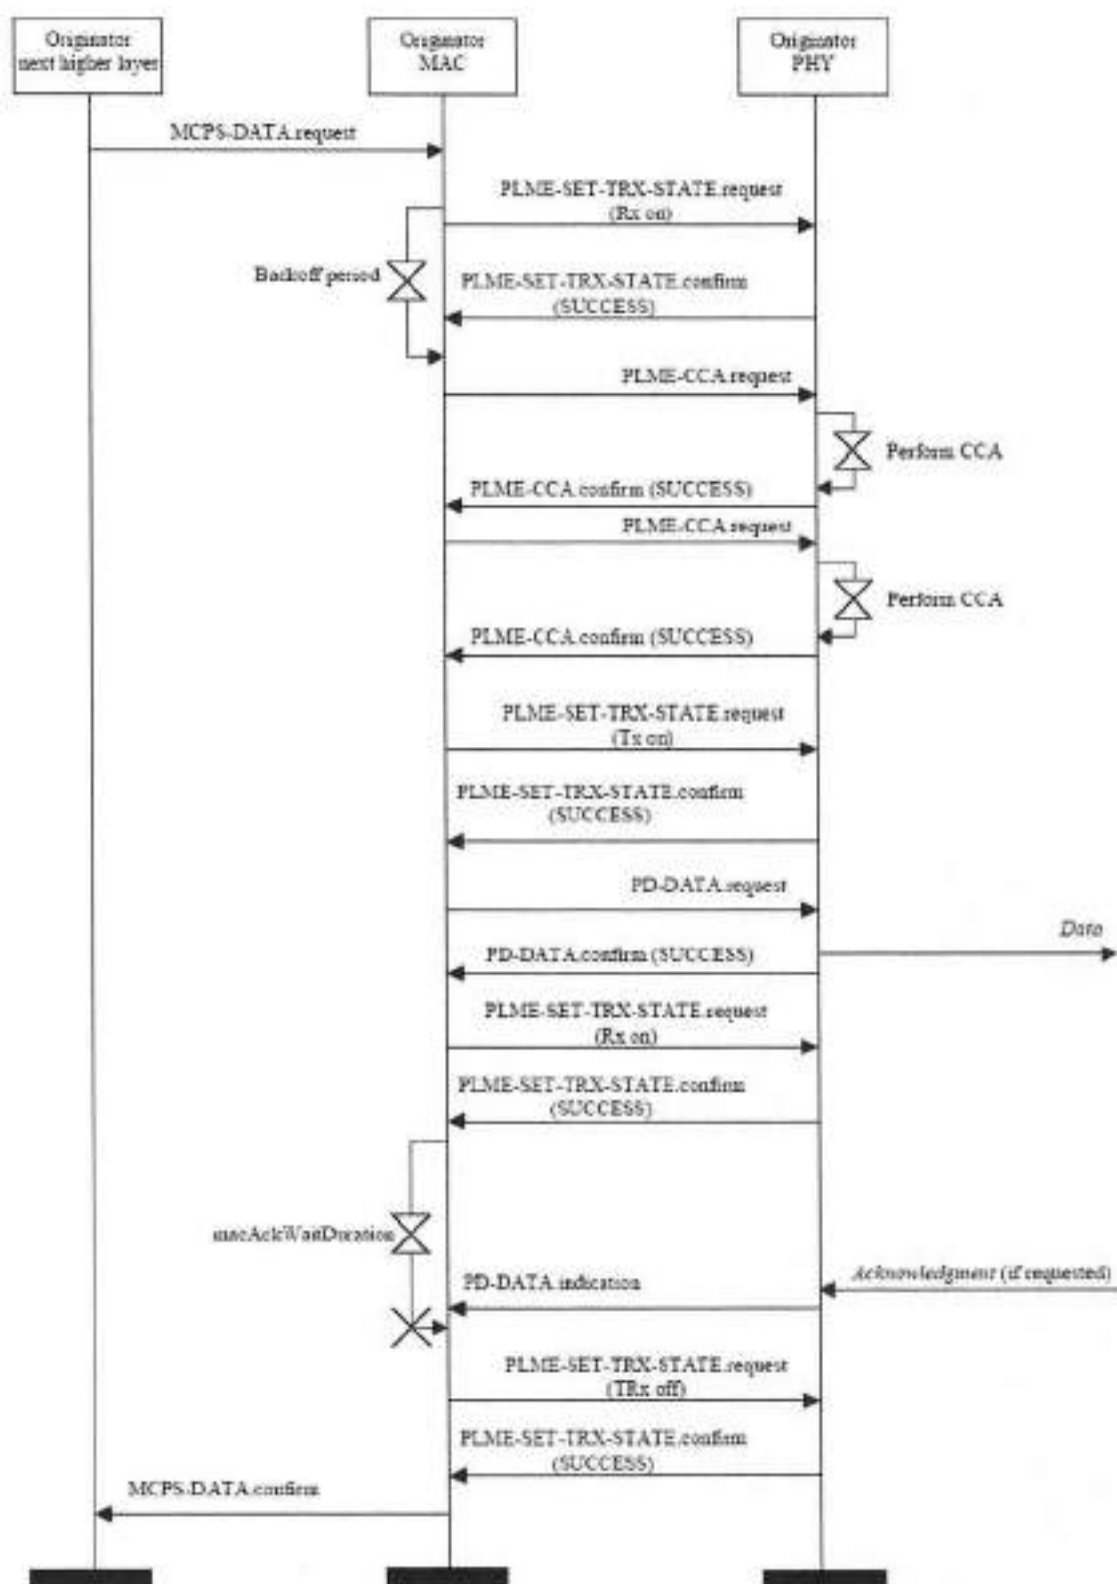 Originator
next higher layer
Originator
MAC
Originator
PHY
MCPS-DATA.request
PLME-SET-TRX-STATE.request
(Rx on)
Backoff period
PLME-SET-TRX-STATE.confirm
(SUCCESS)
PLME-CCA.request
Perform CCA
PLME-CCA.confirm (SUCCESS)
PLME-CCA.request
Perform CCA
PLME-CCA.confirm (SUCCESS)
PLME-SET-TRX-STATE.request
(Tx on)
PLME-SET-TRX-STATE.confirm
(SUCCESS)
PD-DATA.request
Data
PD-DATA.confirm (SUCCESS)
PLME-SET-TRX-STATE.request
(Rx on)
PLME-SET-TRX-STATE.confirm
(SUCCESS)
macAckWaitDuration
Acknowledgment (if requested)
PD-DATA.indication
PLME-SET-TRX-STATE.request
(TRx off)
PLME-SET-TRX-STATE.confirm
(SUCCESS)
MCPS-DATA.confirm